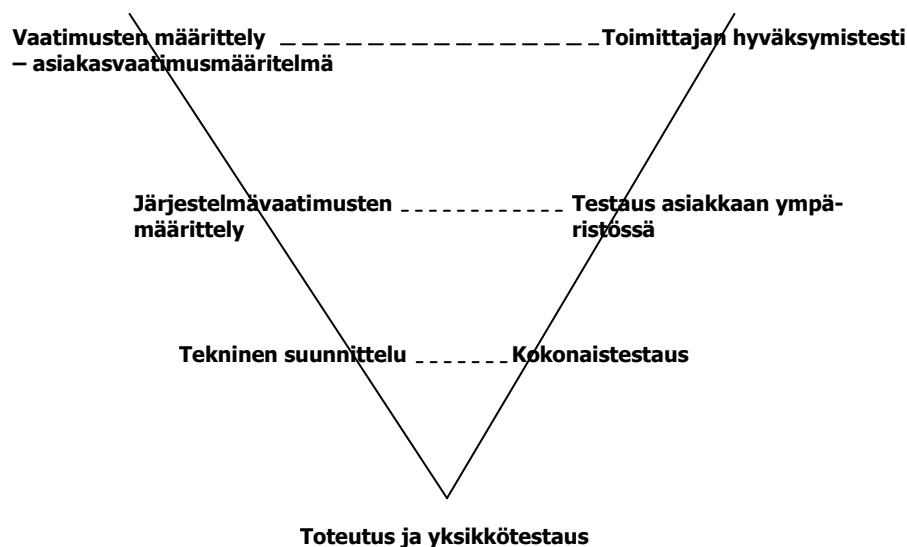 Vaatimusten määrittely
– asiakasvaatimusmääritelmä
Toimittajan hyväksymistesti
Järjestelmävaatimusten
määrittely
Testaus asiakkaan ympä-
ristössä
Tekninen suunnittelu
Kokonaistestaus
Toteutus ja yksikkötestaus